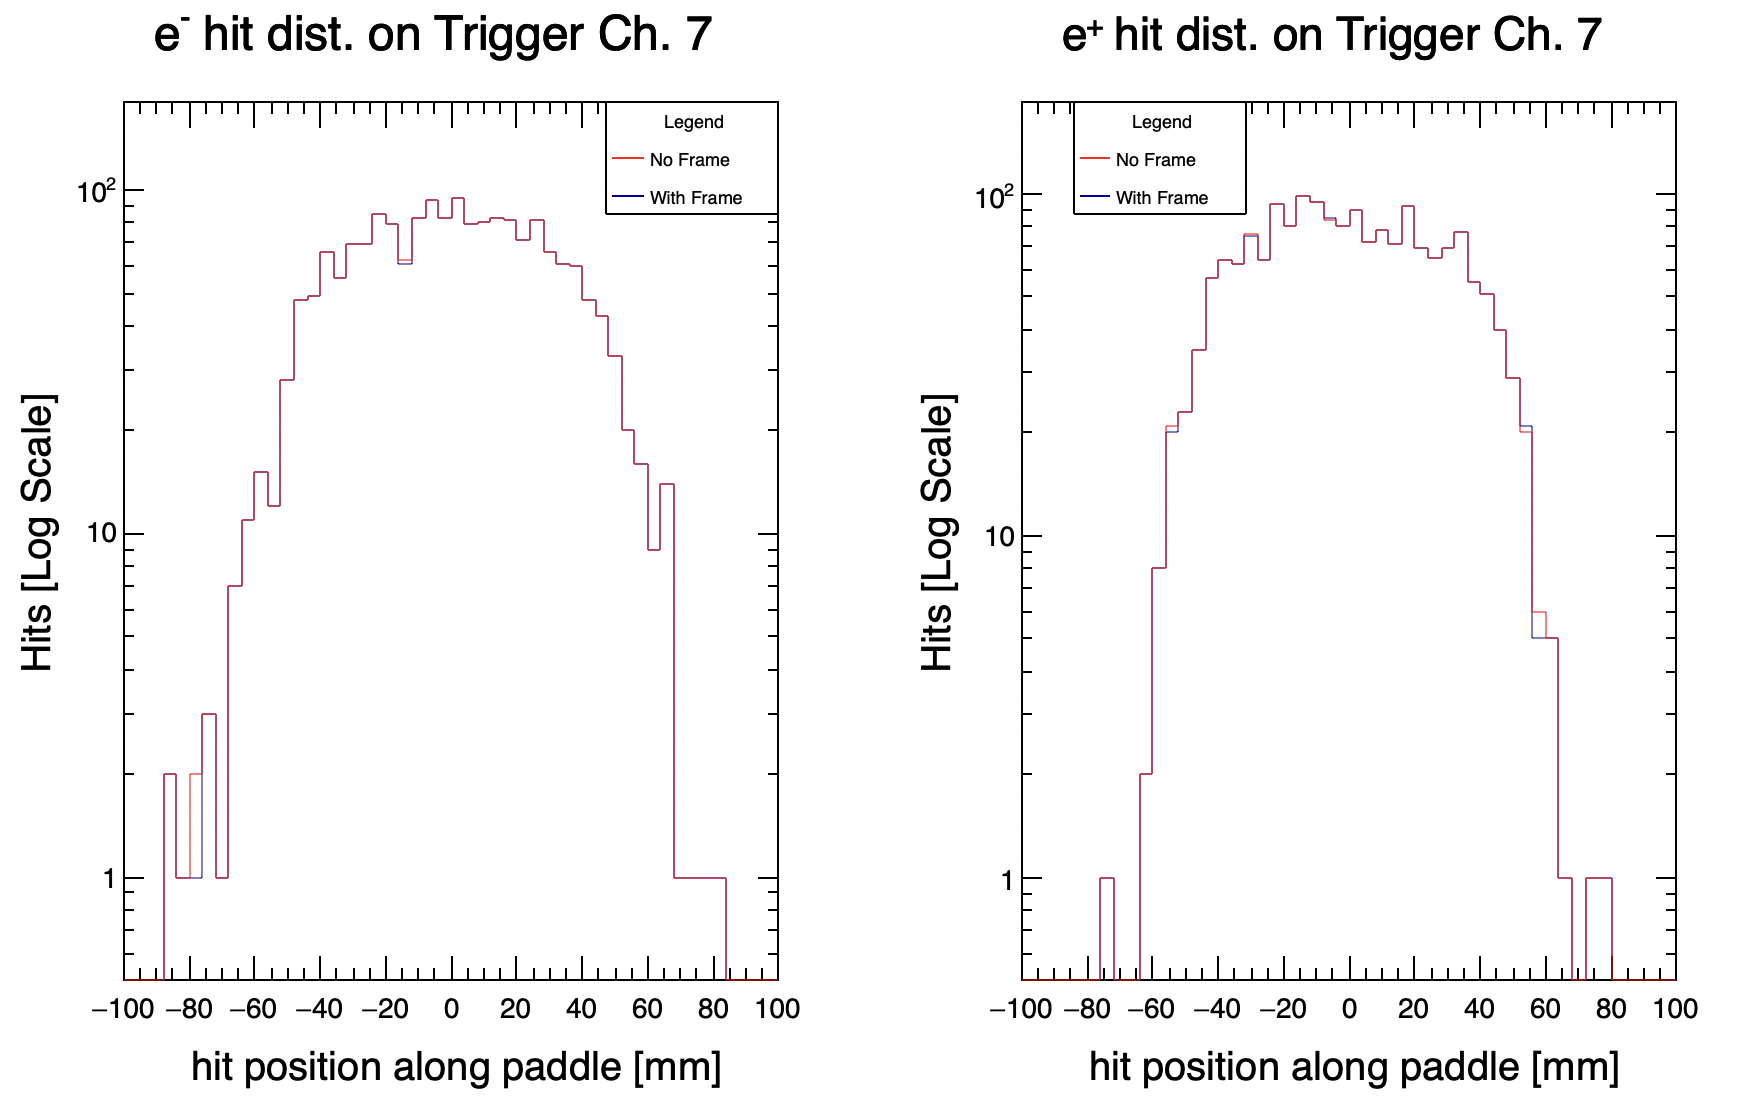 e- hit dist. on Trigger Ch. 7
Legend
No Frame
With Frame
10²
10
1
Hits [Log Scale]
−100 −80 −60 −40 −20 0 20 40 60 80 100
hit position along paddle [mm]
e+ hit dist. on Trigger Ch. 7
Legend
No Frame
With Frame
10²
10
1
Hits [Log Scale]
−100 −80 −60 −40 −20 0 20 40 60 80 100
hit position along paddle [mm]